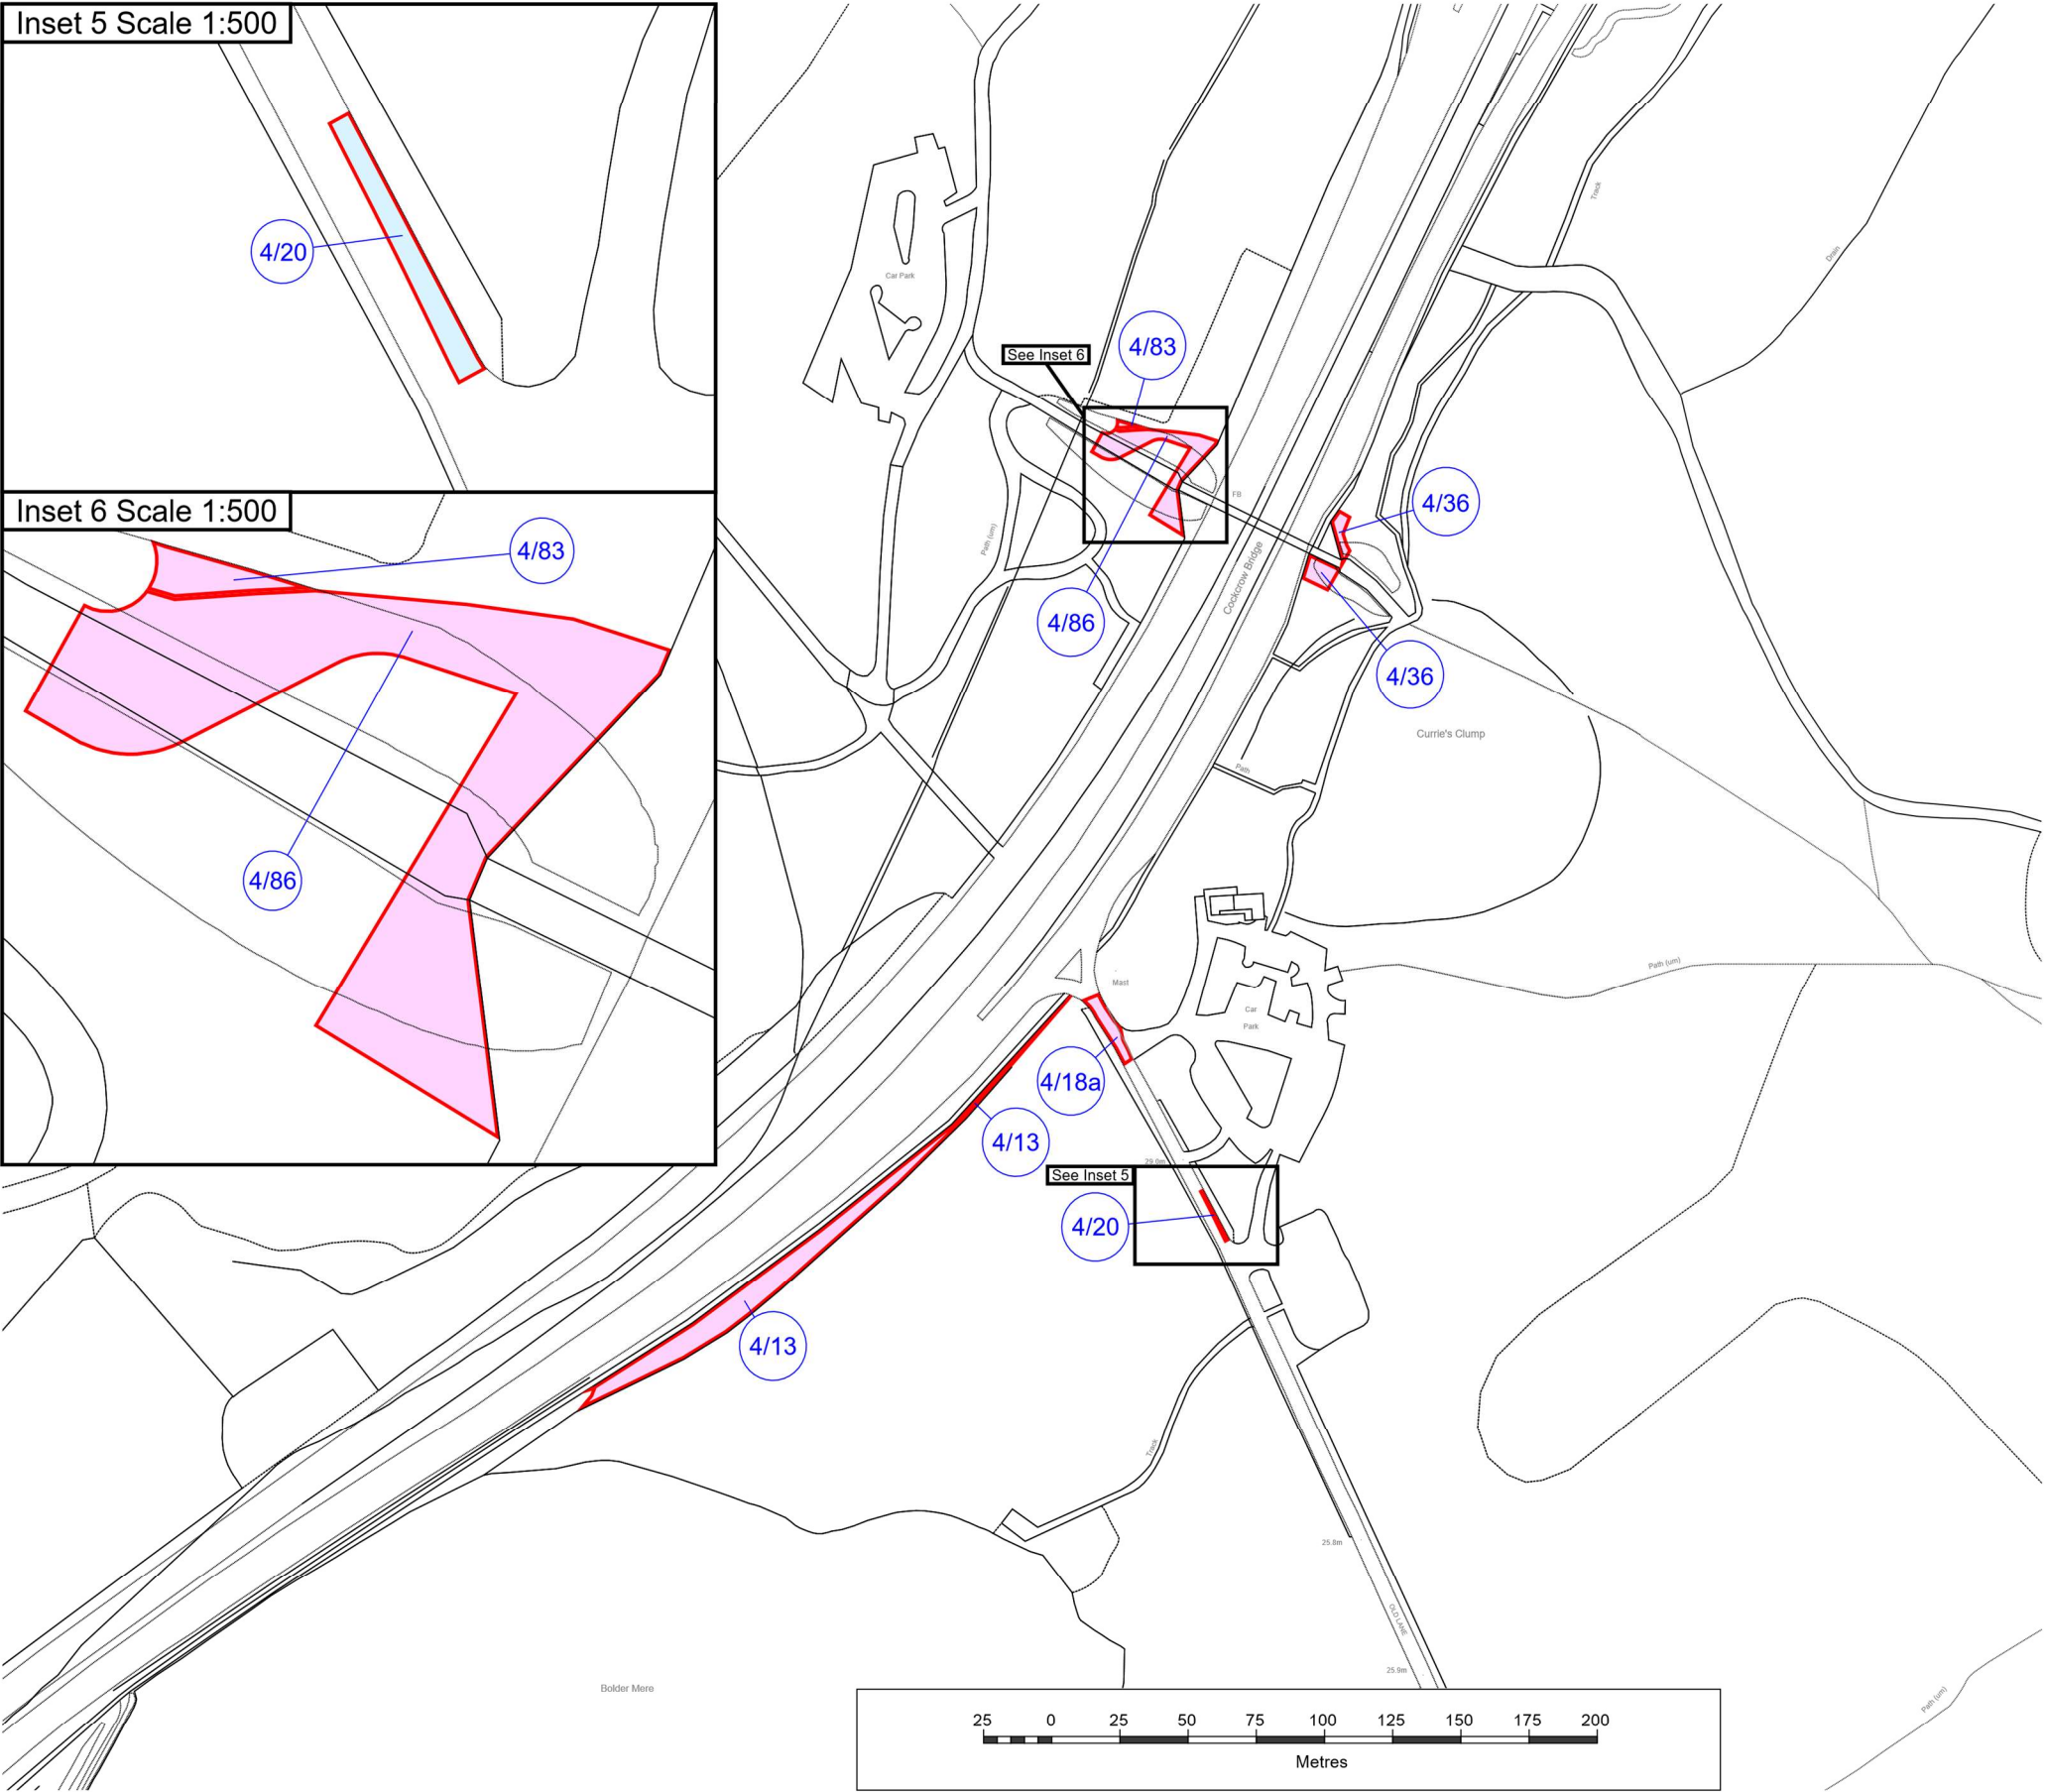 Inset 5 Scale 1:500
4/20
Inset 6 Scale 1:500
4/83
4/86
Car Park
Track
Drain
See Inset 6
4/83
FB
4/36
Path (um)
Cockcrow Bridge
4/86
4/36
Currie's Clump
Path
Path (um)
Mast
Car
Park
4/18a
4/13
29.0m
See Inset 5
4/20
4/13
Track
25.8m
OLD LANE
25.9m
Bolder Mere
Path (um)
25 0 25 50 75 100 125 150 175 200
Metres